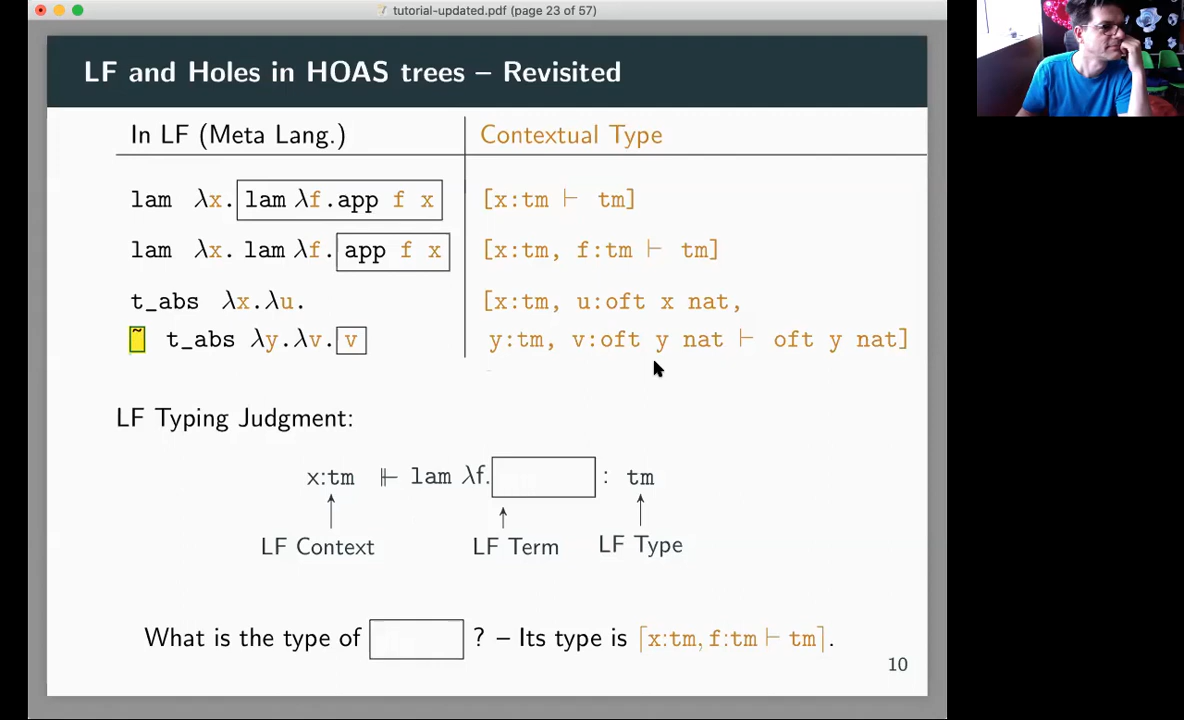 tutorial-updated.pdf (page 23 of 57)
LF and Holes in HOAS trees – Revisited
In LF (Meta Lang.) Contextual Type
lam λx. lam λf.app f x [x:tm ⊢ tm]
lam λx. lam λf. app f x [x:tm, f:tm ⊢ tm]
t_abs λx.λu. [x:tm, u:oft x nat,
~ t_abs λy.λv. v y:tm, v:oft y nat ⊢ oft y nat]
LF Typing Judgment:
x:tm ⊩ lam λf. : tm
LF Context LF Term LF Type
What is the type of ? – Its type is ⌈x:tm, f:tm ⊢ tm⌉.
10